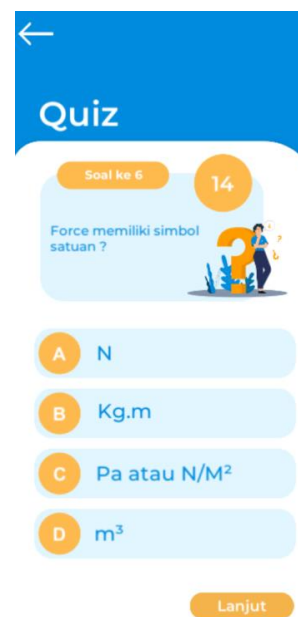 Quiz
Soal ke 6
14
Force memiliki simbol
satuan ?
A N
B Kg.m
C Pa atau N/M²
D m³
Lanjut